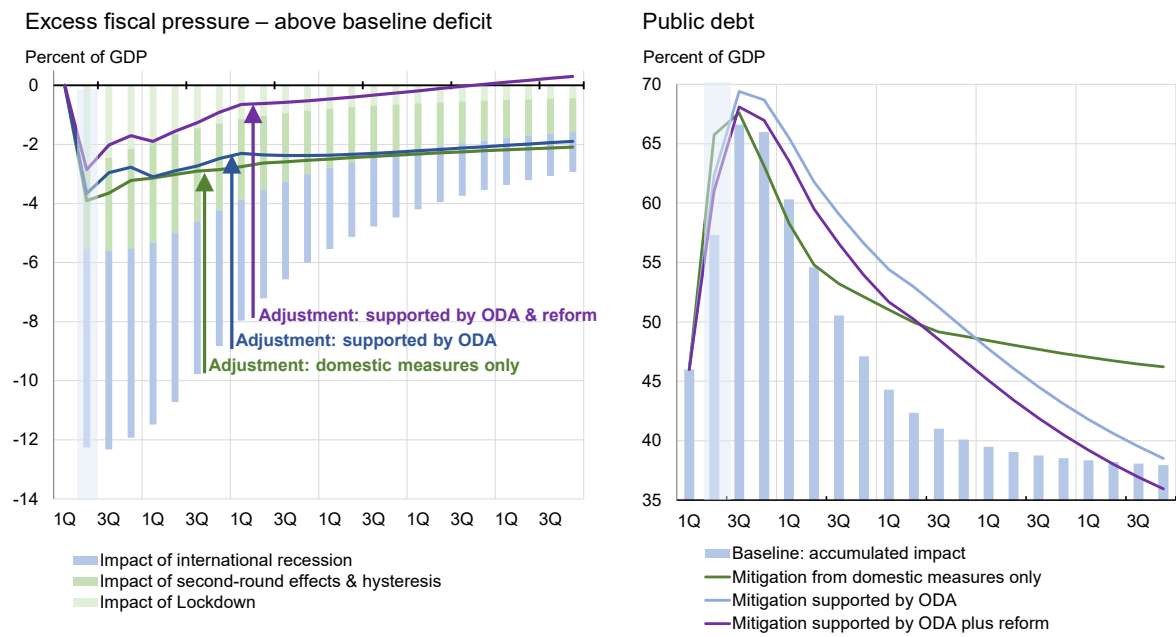 Excess fiscal pressure – above baseline deficit
Percent of GDP
0
-2
-4
-6
-8
-10
-12
-14
Adjustment: supported by ODA & reform
Adjustment: supported by ODA
Adjustment: domestic measures only
1Q 3Q 1Q 3Q 1Q 3Q 1Q 3Q 1Q 3Q 1Q 3Q
Impact of international recession
Impact of second-round effects & hysteresis
Impact of Lockdown
Public debt
Percent of GDP
70
65
60
55
50
45
40
35
1Q 3Q 1Q 3Q 1Q 3Q 1Q 3Q 1Q 3Q
Baseline: accumulated impact
Mitigation from domestic measures only
Mitigation supported by ODA
Mitigation supported by ODA plus reform